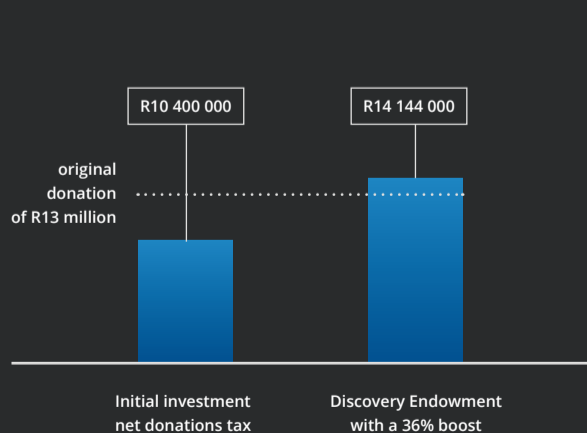 R10 400 000
R14 144 000
original
donation
of R13 million
Initial investment
net donations tax
Discovery Endowment
with a 36% boost